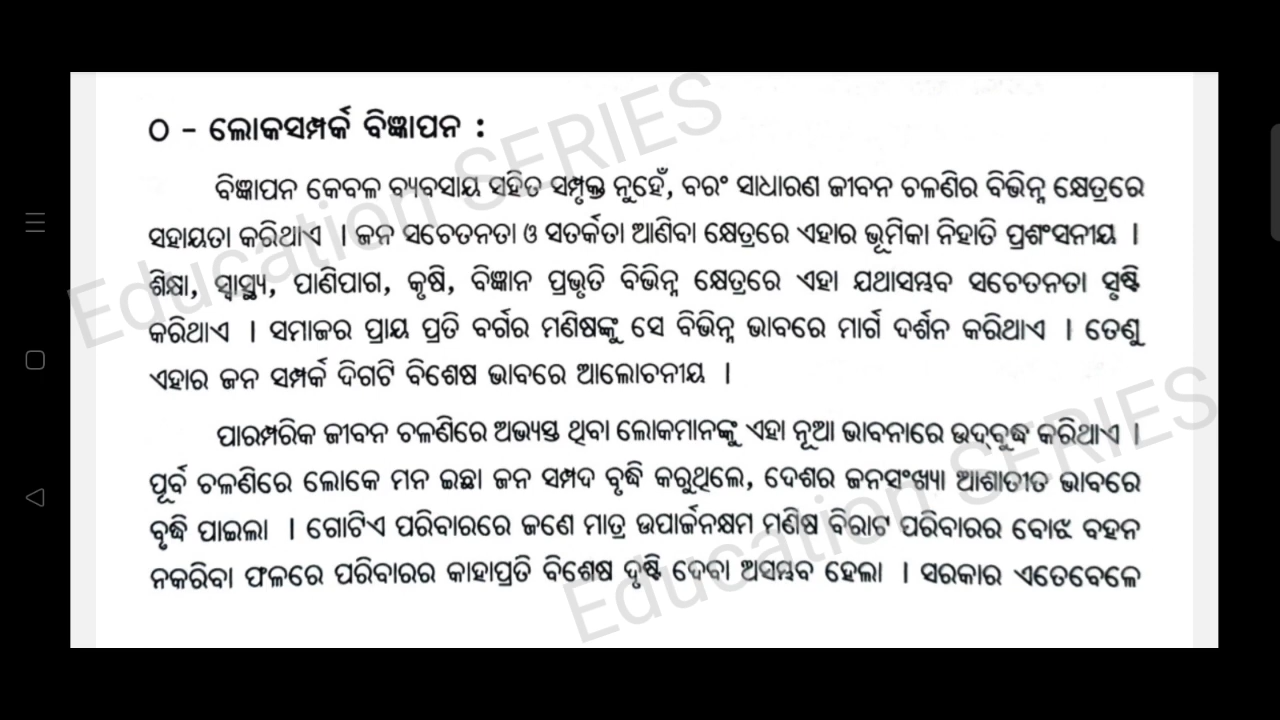 ୦ - ଲୋକସମ୍ପର୍କ ବିଜ୍ଞାପନ :
ବିଜ୍ଞାପନ କେବଳ ବ୍ୟବସାୟ ସହିତ ସମ୍ପୃକ୍ତ ନୁହେଁ, ବରଂ ସାଧାରଣ ଜୀବନ ଚଳଣିର ବିଭିନ୍ନ କ୍ଷେତ୍ରରେ
ସହାୟତା କରିଥାଏ । ଜନ ସଚେତନତା ଓ ସତର୍କତା ଆଣିବା କ୍ଷେତ୍ରରେ ଏହାର ଭୂମିକା ନିହାତି ପ୍ରଶଂସନୀୟ ।
ଶିକ୍ଷା, ସ୍ୱାସ୍ଥ୍ୟ, ପାଣିପାଗ, କୃଷି, ବିଜ୍ଞାନ ପ୍ରଭୃତି ବିଭିନ୍ନ କ୍ଷେତ୍ରରେ ଏହା ଯଥାସମ୍ଭବ ସଚେତନତା ସୃଷ୍ଟି
କରିଥାଏ । ସମାଜର ପ୍ରାୟ ପ୍ରତି ବର୍ଗର ମଣିଷଙ୍କୁ ସେ ବିଭିନ୍ନ ଭାବରେ ମାର୍ଗ ଦର୍ଶନ କରିଥାଏ । ତେଣୁ
ଏହାର ଜନ ସମ୍ପର୍କ ଦିଗଟି ବିଶେଷ ଭାବରେ ଆଲୋଚନୀୟ ।
ପାରମ୍ପରିକ ଜୀବନ ଚଳଣିରେ ଅଭ୍ୟସ୍ତ ଥିବା ଲୋକମାନଙ୍କୁ ଏହା ନୂଆ ଭାବନାରେ ଉଦ୍‌ବୁଦ୍ଧ କରିଥାଏ ।
ପୂର୍ବ ଚଳଣିରେ ଲୋକେ ମନ ଇଚ୍ଛା ଜନ ସମ୍ପଦ ବୃଦ୍ଧି କରୁଥିଲେ, ଦେଶର ଜନସଂଖ୍ୟା ଆଶାତୀତ ଭାବରେ
ବୃଦ୍ଧି ପାଇଲା । ଗୋଟିଏ ପରିବାରରେ ଜଣେ ମାତ୍ର ଉପାର୍ଜନକ୍ଷମ ମଣିଷ ବିରାଟ ପରିବାରର ବୋଝ ବହନ
ନକରିବା ଫଳରେ ପରିବାରର କାହାପ୍ରତି ବିଶେଷ ଦୃଷ୍ଟି ଦେବା ଅସମ୍ଭବ ହେଲା । ସରକାର ଏତେବେଳେ
Education SERIES
Education SERIES